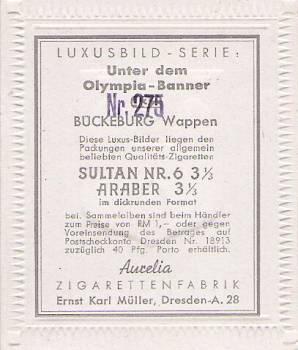 LUXUSBILD - SERIE:
Unter dem
Olympia-Banner
Nr. 275
BÜCKEBURG Wappen
Diese Luxus-Bilder liegen den
Packungen unserer allgemein
beliebten Qualitäts-Zigaretten
SULTAN NR. 6 3⅓
ARABER 3⅓
im dickrunden Format
bei. Sammelalben sind beim Händler
zum Preise von RM 1,— oder gegen
Voreinsendung des Betrages auf
Postscheckkonto Dresden Nr. 18913
zuzüglich 40 Pfg. Porto erhältlich.
Aurelia
ZIGARETTENFABRIK
Ernst Karl Müller, Dresden-A. 28